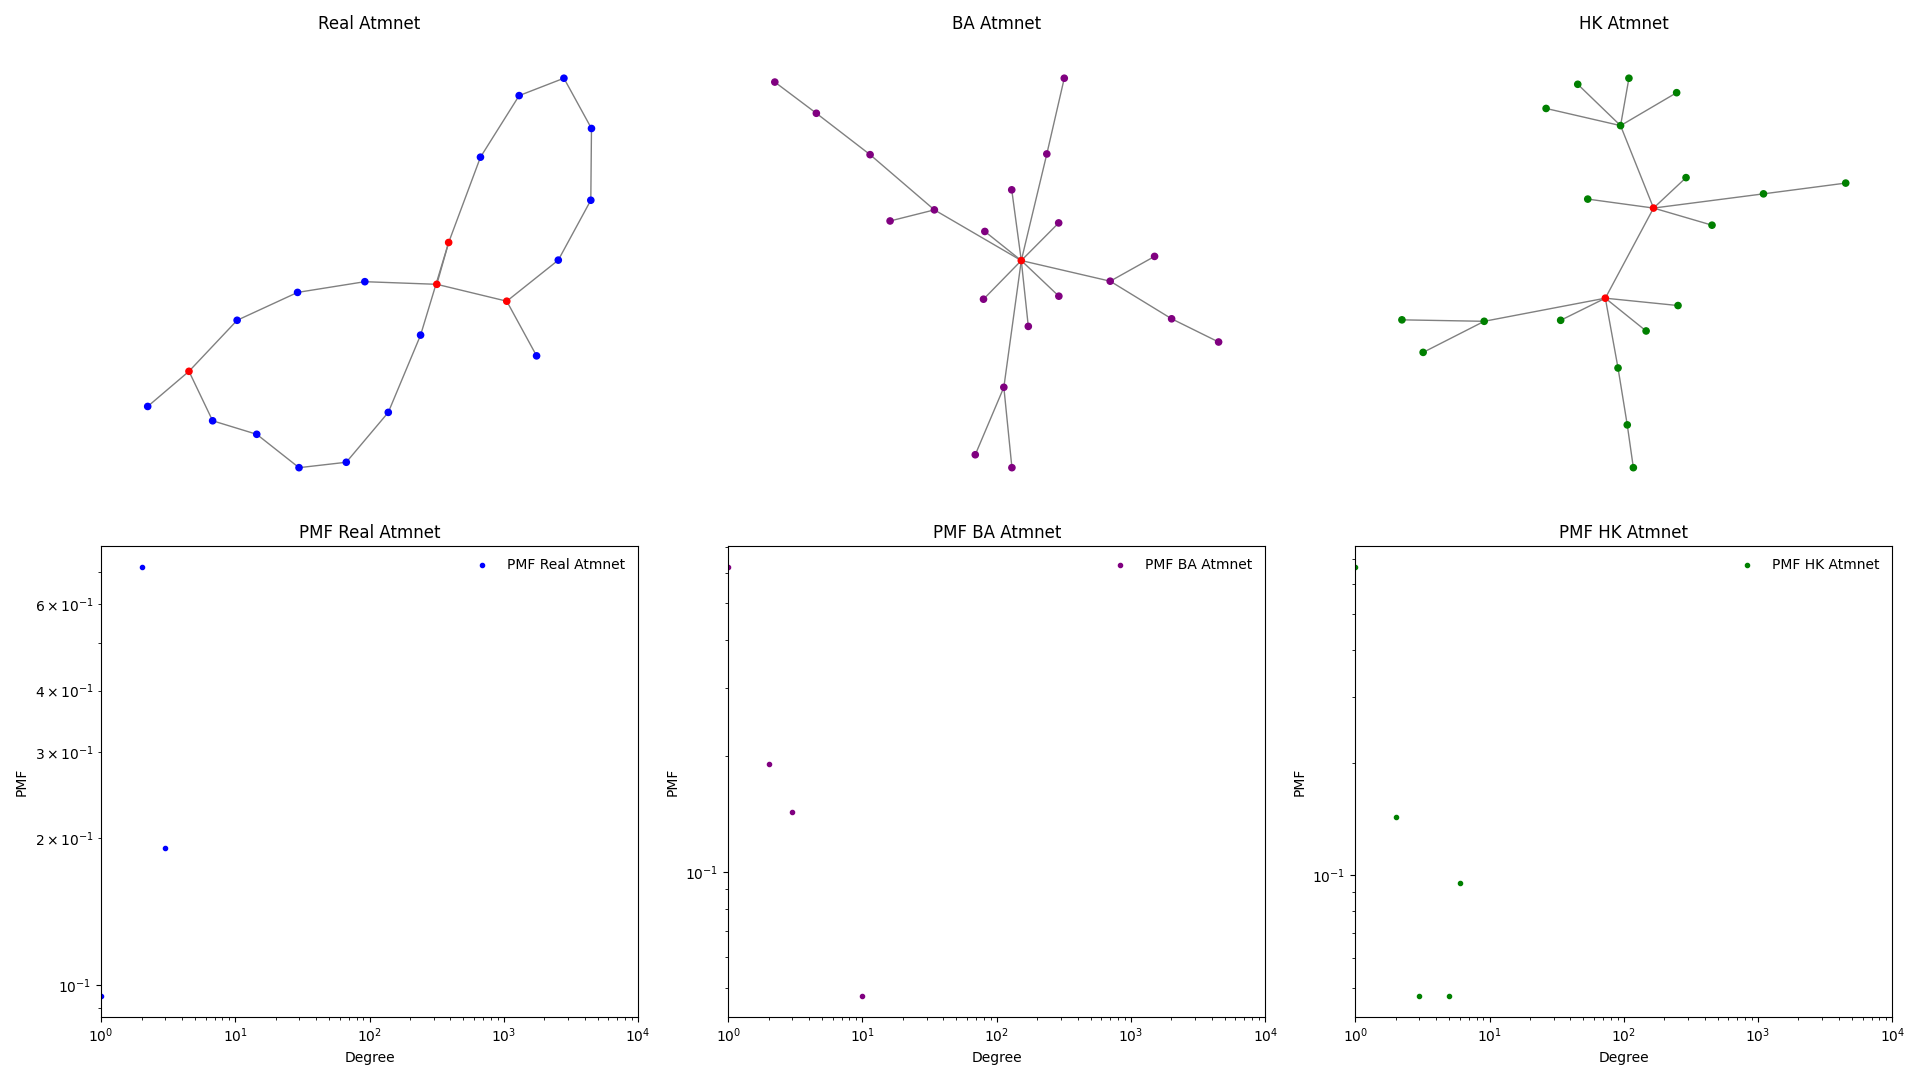 Real Atmnet
BA Atmnet
HK Atmnet
PMF Real Atmnet
PMF Real Atmnet
6 × 10⁻¹
4 × 10⁻¹
3 × 10⁻¹
2 × 10⁻¹
10⁻¹
PMF
10⁰ 10¹ 10² 10³ 10⁴
Degree
PMF BA Atmnet
PMF BA Atmnet
10⁻¹
PMF
10⁰ 10¹ 10² 10³ 10⁴
Degree
PMF HK Atmnet
PMF HK Atmnet
10⁻¹
PMF
10⁰ 10¹ 10² 10³ 10⁴
Degree